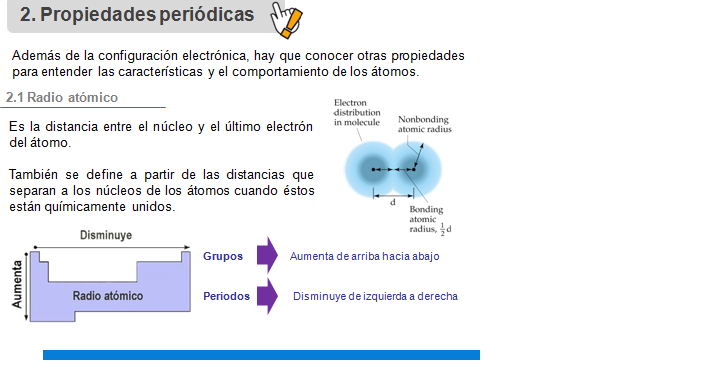 2. Propiedades periódicas
Además de la configuración electrónica, hay que conocer otras propiedades
para entender las características y el comportamiento de los átomos.
2.1 Radio atómico
Es la distancia entre el núcleo y el último electrón
del átomo.
También se define a partir de las distancias que
separan a los núcleos de los átomos cuando éstos
están químicamente unidos.
Electron
distribution
in molecule
Nonbonding
atomic radius
d
Bonding
atomic
radius, ½d
Disminuye
Aumenta
Radio atómico
Grupos
Aumenta de arriba hacia abajo
Periodos
Disminuye de izquierda a derecha